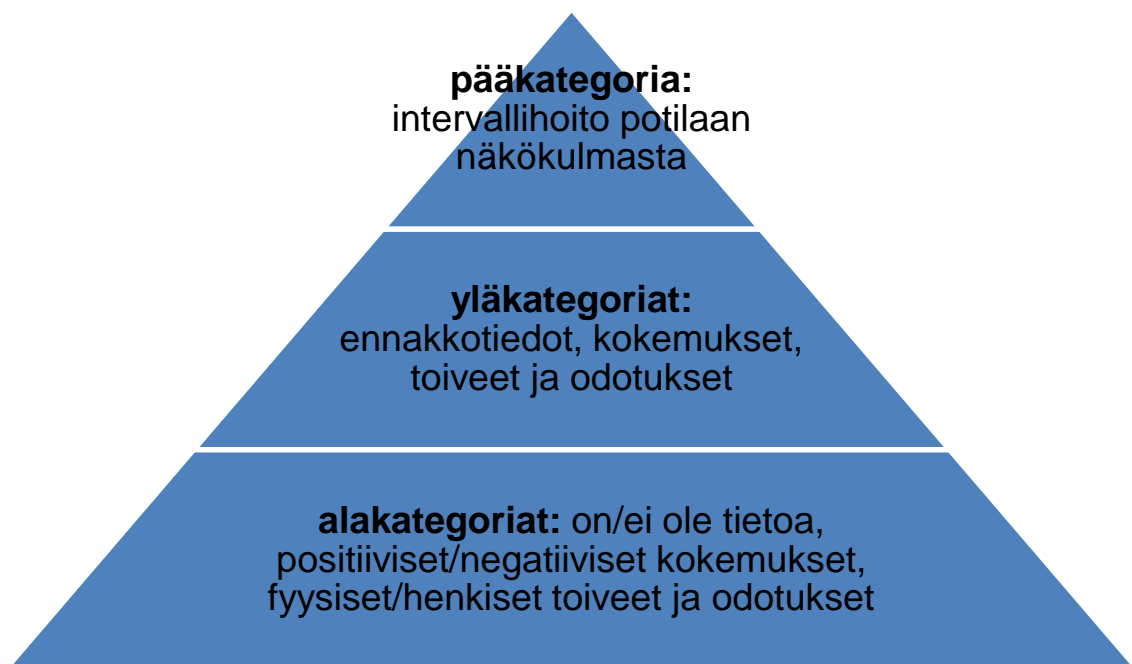 pääkategoria:
intervallihoito potilaan
näkökulmasta
yläkategoriat:
ennakkotiedot, kokemukset,
toiveet ja odotukset
alakategoriat: on/ei ole tietoa,
positiiviset/negatiiviset kokemukset,
fyysiset/henkiset toiveet ja odotukset